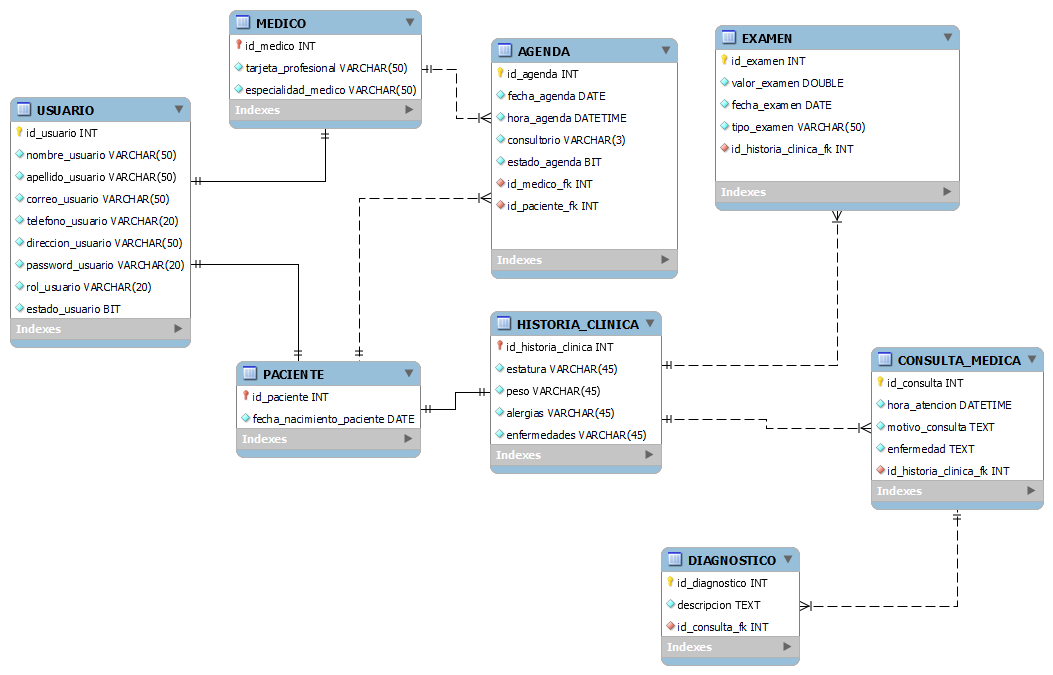 MEDICO
id_medico INT
tarjeta_profesional VARCHAR(50)
especialidad_medico VARCHAR(50)
Indexes
USUARIO
id_usuario INT
nombre_usuario VARCHAR(50)
apellido_usuario VARCHAR(50)
correo_usuario VARCHAR(50)
telefono_usuario VARCHAR(20)
direccion_usuario VARCHAR(50)
password_usuario VARCHAR(20)
rol_usuario VARCHAR(20)
estado_usuario BIT
Indexes
AGENDA
id_agenda INT
fecha_agenda DATE
hora_agenda DATETIME
consultorio VARCHAR(3)
estado_agenda BIT
id_medico_fk INT
id_paciente_fk INT
Indexes
EXAMEN
id_examen INT
valor_examen DOUBLE
fecha_examen DATE
tipo_examen VARCHAR(50)
id_historia_clinica_fk INT
Indexes
PACIENTE
id_paciente INT
fecha_nacimiento_paciente DATE
Indexes
HISTORIA_CLINICA
id_historia_clinica INT
estatura VARCHAR(45)
peso VARCHAR(45)
alergias VARCHAR(45)
enfermedades VARCHAR(45)
Indexes
CONSULTA_MEDICA
id_consulta INT
hora_atencion DATETIME
motivo_consulta TEXT
enfermedad TEXT
id_historia_clinica_fk INT
Indexes
DIAGNOSTICO
id_diagnostico INT
descripcion TEXT
id_consulta_fk INT
Indexes